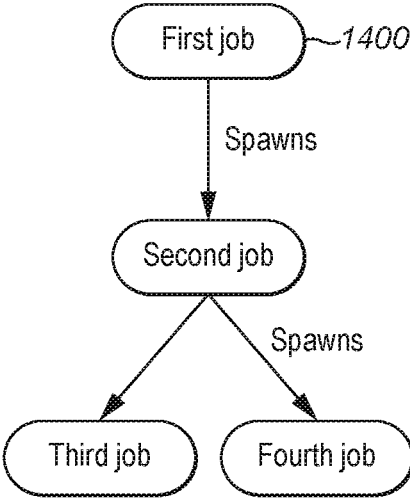 First job
1400
Spawns
Second job
Spawns
Third job
Fourth job